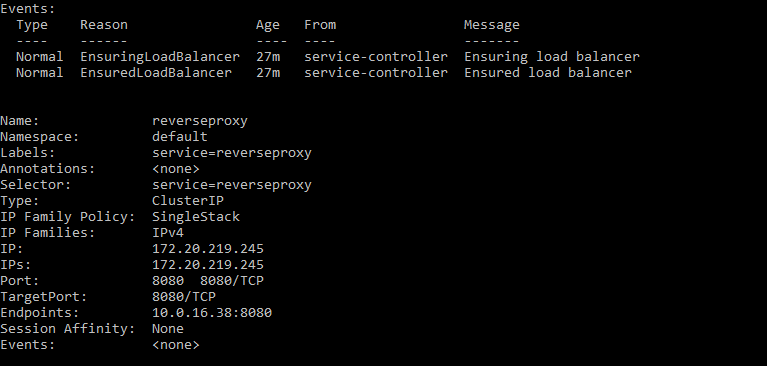 Events:
  Type    Reason                Age   From                Message
  ----    ------                ----  ----                -------
  Normal  EnsuringLoadBalancer  27m   service-controller  Ensuring load balancer
  Normal  EnsuredLoadBalancer   27m   service-controller  Ensured load balancer
Name:              reverseproxy
Namespace:         default
Labels:            service=reverseproxy
Annotations:       <none>
Selector:          service=reverseproxy
Type:              ClusterIP
IP Family Policy:  SingleStack
IP Families:       IPv4
IP:                172.20.219.245
IPs:               172.20.219.245
Port:              8080  8080/TCP
TargetPort:        8080/TCP
Endpoints:         10.0.16.38:8080
Session Affinity:  None
Events:            <none>